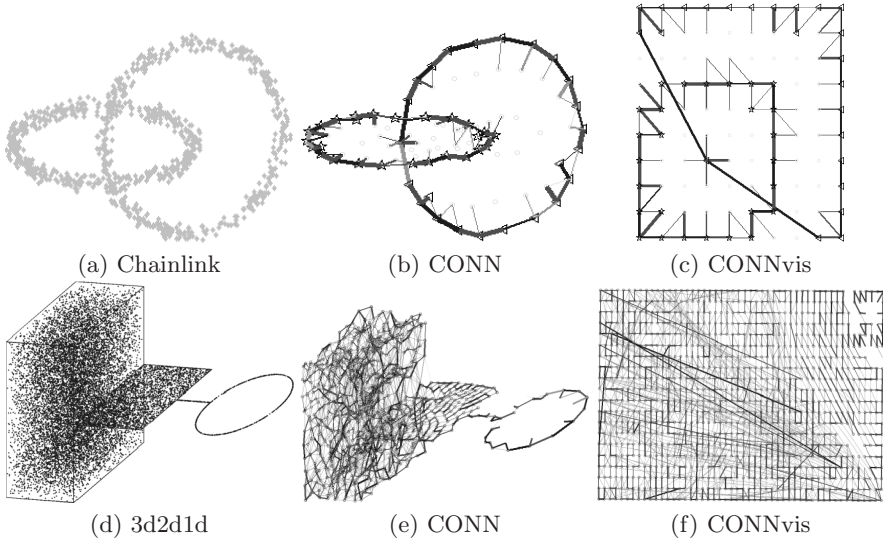 (a) Chainlink
(b) CONN
(c) CONNvis
(d) 3d2d1d
(e) CONN
(f) CONNvis